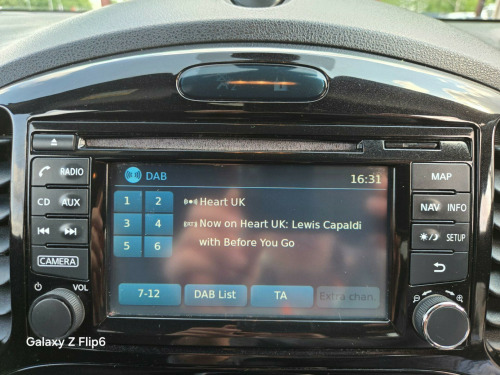 DAB
16:31
1 2
3 4
5 6
Heart UK
Now on Heart UK: Lewis Capaldi
with Before You Go
7-12
DAB List
TA
Extra chan.
RADIO
CD AUX
CAMERA
VOL
MAP
NAV INFO
SETUP
Galaxy Z Flip6